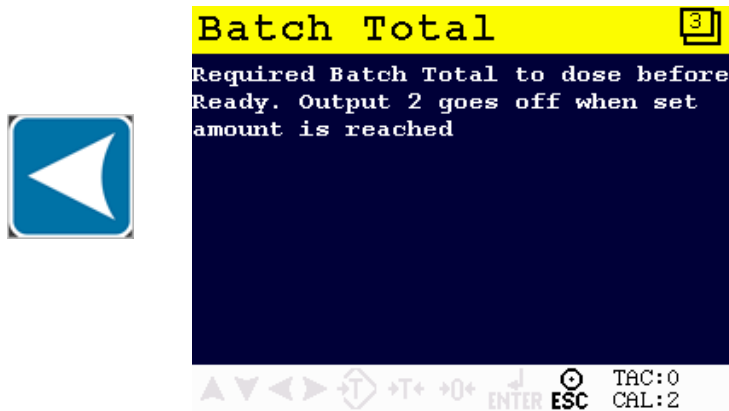 Batch Total
3
Required Batch Total to dose before
Ready. Output 2 goes off when set
amount is reached
T →T← →0← ENTER ESC
TAC:0
CAL:2